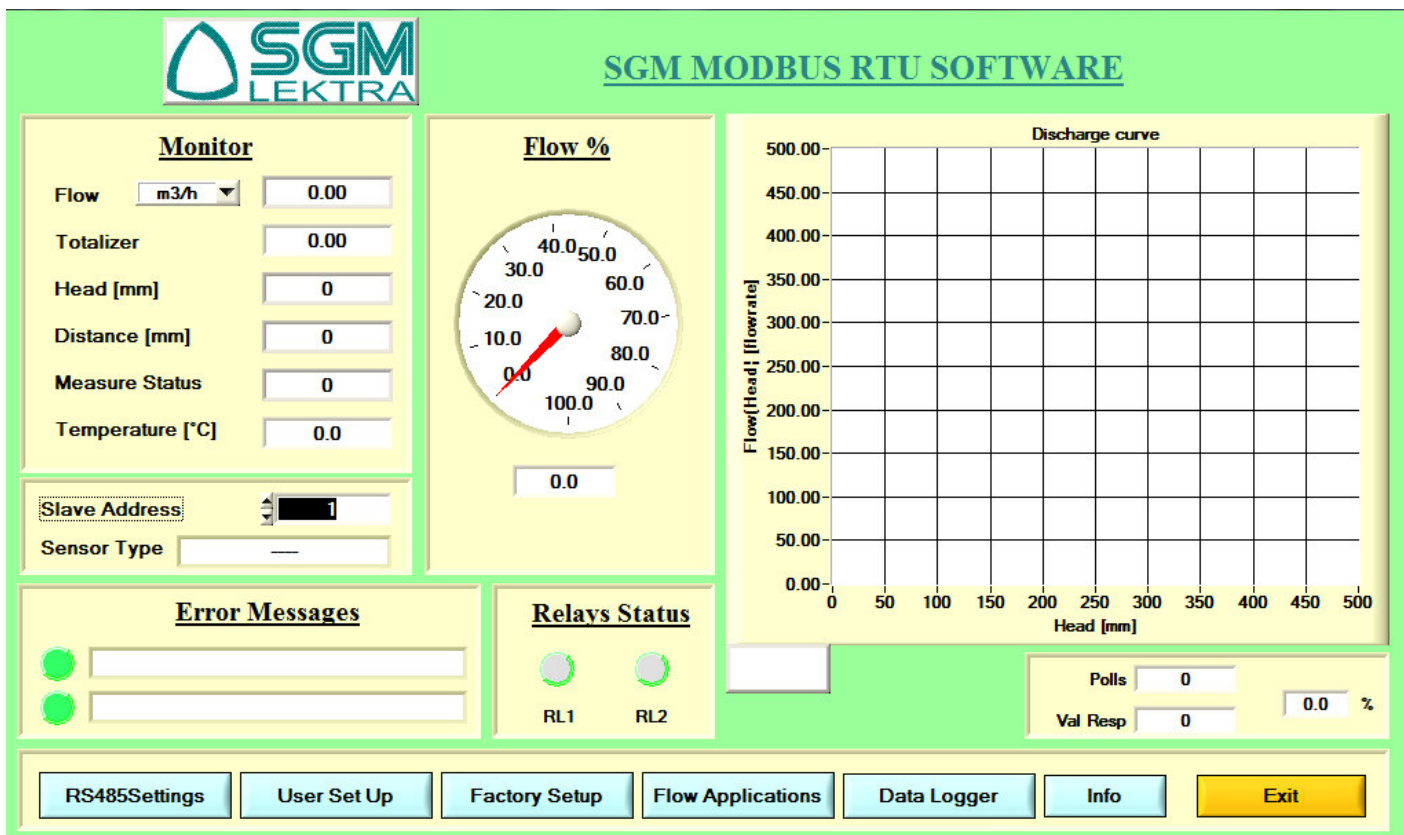 SGM
LEKTRA
SGM MODBUS RTU SOFTWARE
Monitor
Flow m3/h 0.00
Totalizer 0.00
Head [mm] 0
Distance [mm] 0
Measure Status 0
Temperature [°C] 0.0
Slave Address 1
Sensor Type ----
Flow %
0.0
10.0
20.0
30.0
40.0
50.0
60.0
70.0
80.0
90.0
100.0
0.0
Discharge curve
Flow(Head) [flowrate]
500.00
450.00
400.00
350.00
300.00
250.00
200.00
150.00
100.00
50.00
0.00
0 50 100 150 200 250 300 350 400 450 500
Head [mm]
Error Messages
Relays Status
RL1 RL2
Polls 0
Val Resp 0
0.0 %
RS485Settings User Set Up Factory Setup Flow Applications Data Logger Info Exit